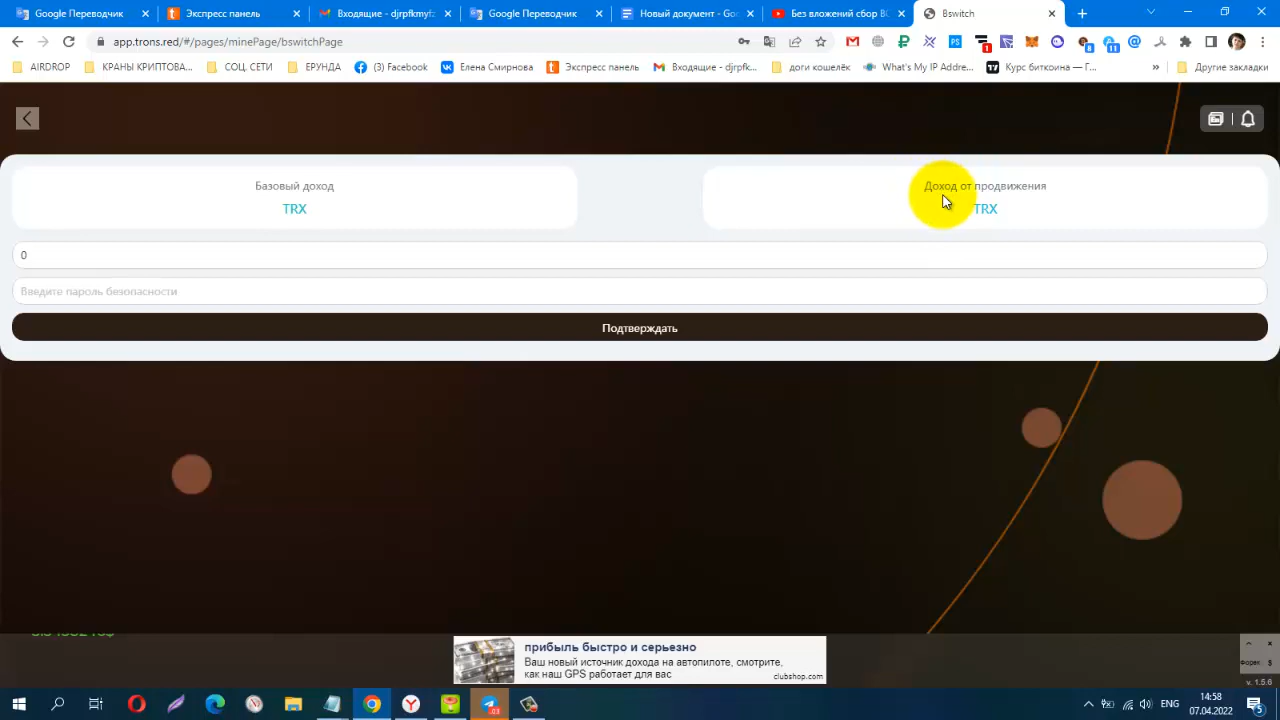 Google Переводчик
Экспресс панель
Входящие - djrpfkmyfz
Google Переводчик
Новый документ - Goo
Без вложений сбор BC
Bswitch
app.trons.red/#/pages/minePage/bswitchPage
AIRDROP
КРАНЫ КРИПТОВА...
СОЦ. СЕТИ
ЕРУНДА
(3) Facebook
Елена Смирнова
Экспресс панель
Входящие - djrpfk...
доги кошелёк
What's My IP Addre...
Курс биткоина — Г...
»
Другие закладки
Базовый доход
TRX
Доход от продвижения
TRX
0
Введите пароль безопасности
Подтверждать
прибыль быстро и серьезно
Ваш новый источник дохода на автопилоте, смотрите,
как наш GPS работает для вас
clubshop.com
v. 1.5.6
ENG
14:58
07.04.2022